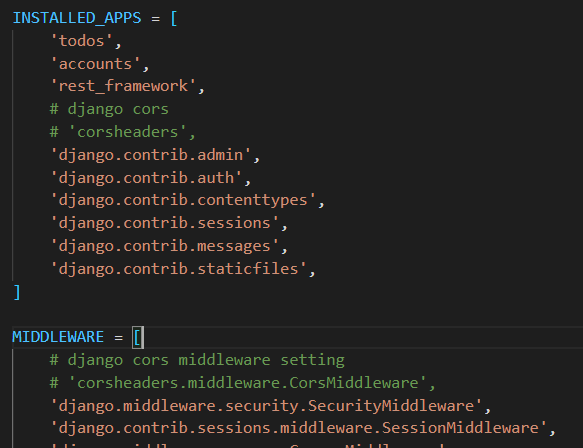 INSTALLED_APPS = [
    'todos',
    'accounts',
    'rest_framework',
    # django cors
    # 'corsheaders',
    'django.contrib.admin',
    'django.contrib.auth',
    'django.contrib.contenttypes',
    'django.contrib.sessions',
    'django.contrib.messages',
    'django.contrib.staticfiles',
]
MIDDLEWARE = [
    # django cors middleware setting
    # 'corsheaders.middleware.CorsMiddleware',
    'django.middleware.security.SecurityMiddleware',
    'django.contrib.sessions.middleware.SessionMiddleware',